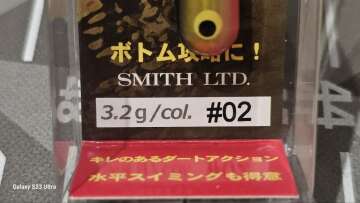 ボトム攻略に！
SMITH LTD.
3.2g/col. #02
キレのあるダートアクション
水平スイミングも得意
48
44
Galaxy S23 Ultra